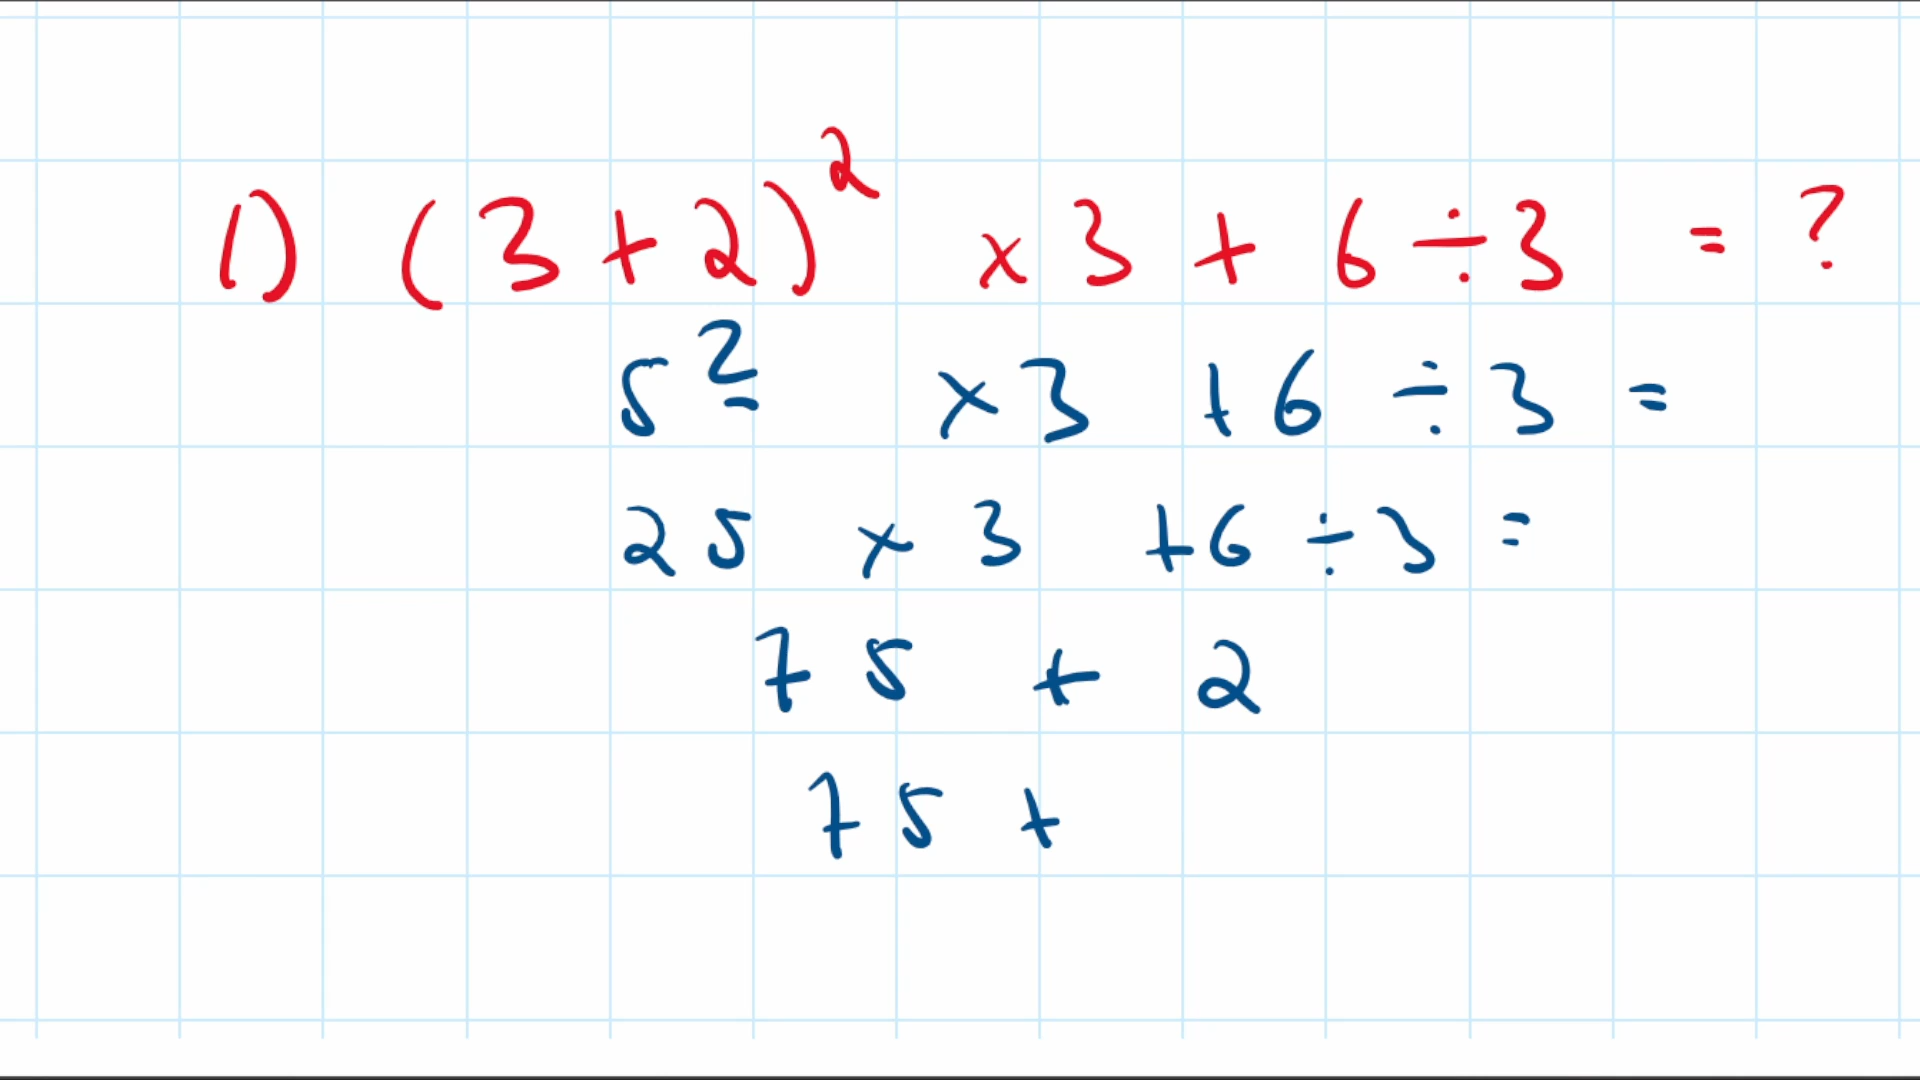 1) (3+2)² ×3 + 6 ÷ 3 = ?
5² ×3 +6 ÷ 3 =
25 × 3 +6 ÷ 3 =
75 + 2
75 +